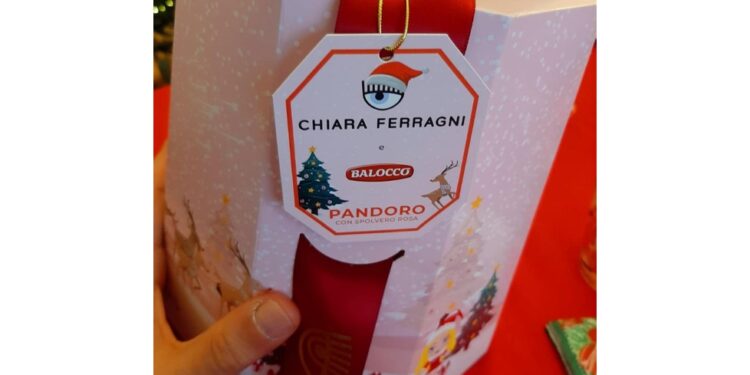 CHIARA FERRAGNI
e
BALOCCO
PANDORO
CON SPOLVERO ROSA